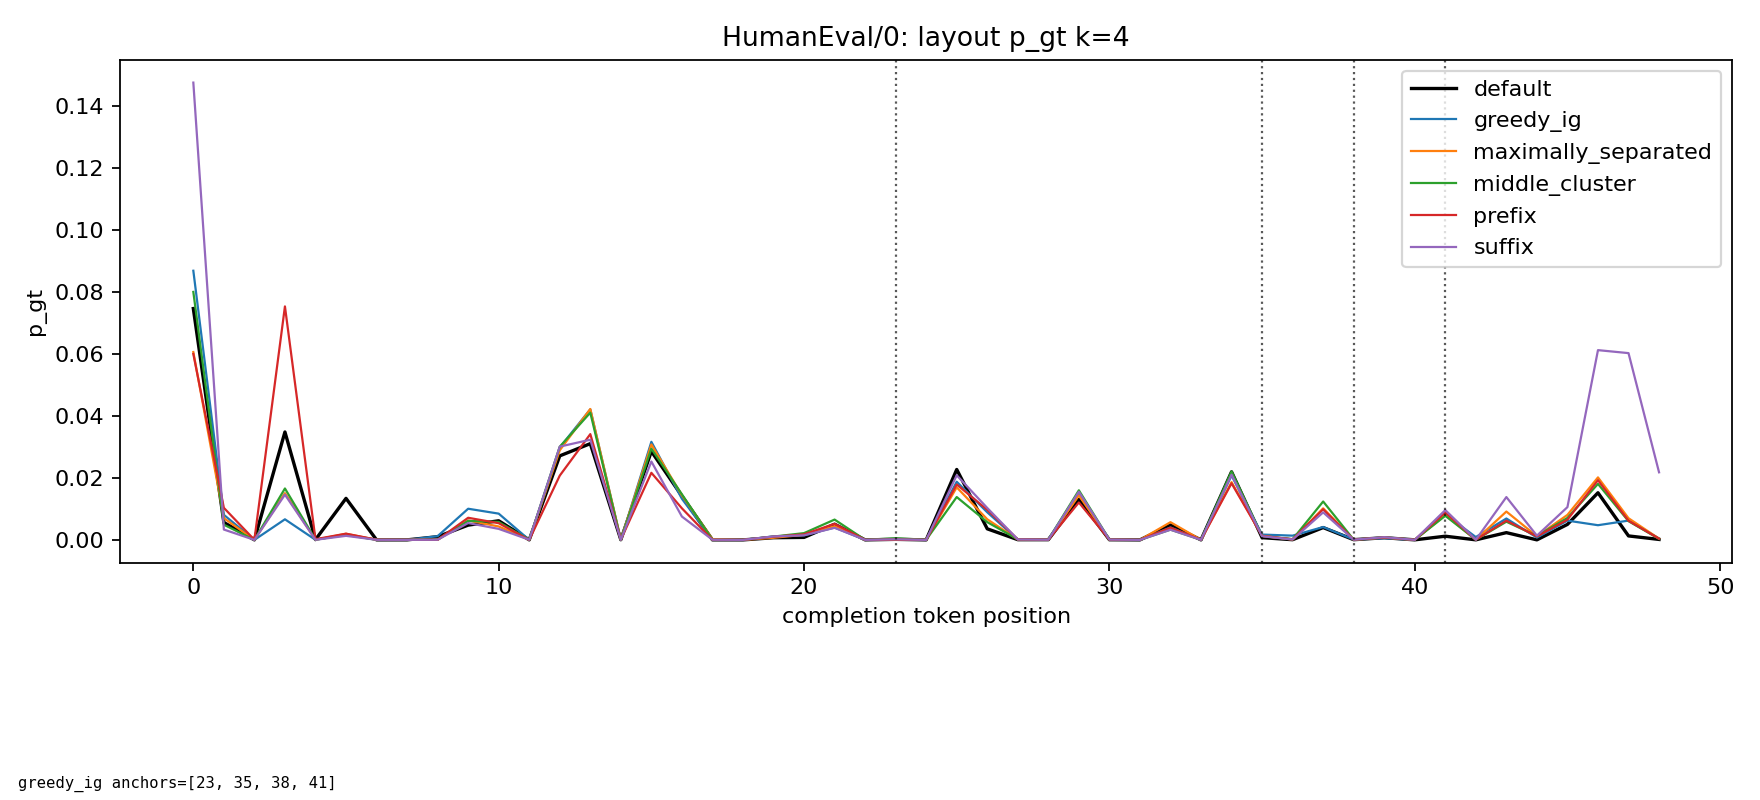 HumanEval/0: layout p_gt k=4
p_gt
0.14
0.12
0.10
0.08
0.06
0.04
0.02
0.00
default
greedy_ig
maximally_separated
middle_cluster
prefix
suffix
0 10 20 30 40 50
completion token position
greedy_ig anchors=[23, 35, 38, 41]